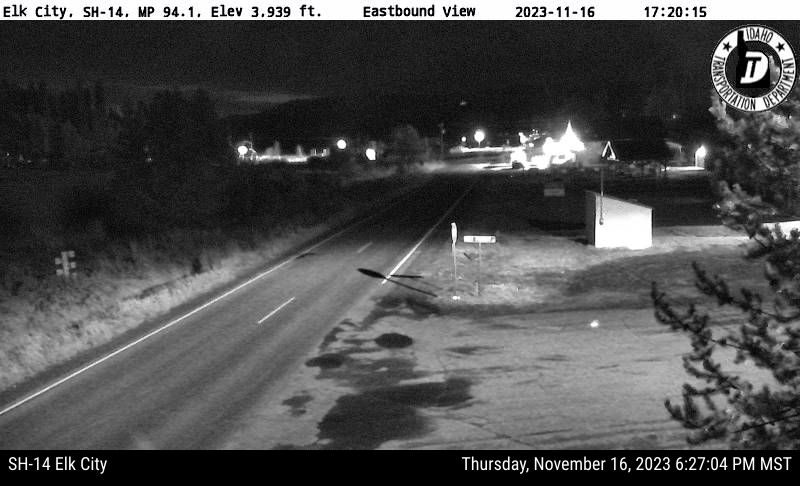 Elk City, SH-14, MP 94.1, Elev 3,939 ft. Eastbound View 2023-11-16 17:20:15
IDAHO
TRANSPORTATION DEPARTMENT
SH-14 Elk City Thursday, November 16, 2023 6:27:04 PM MST